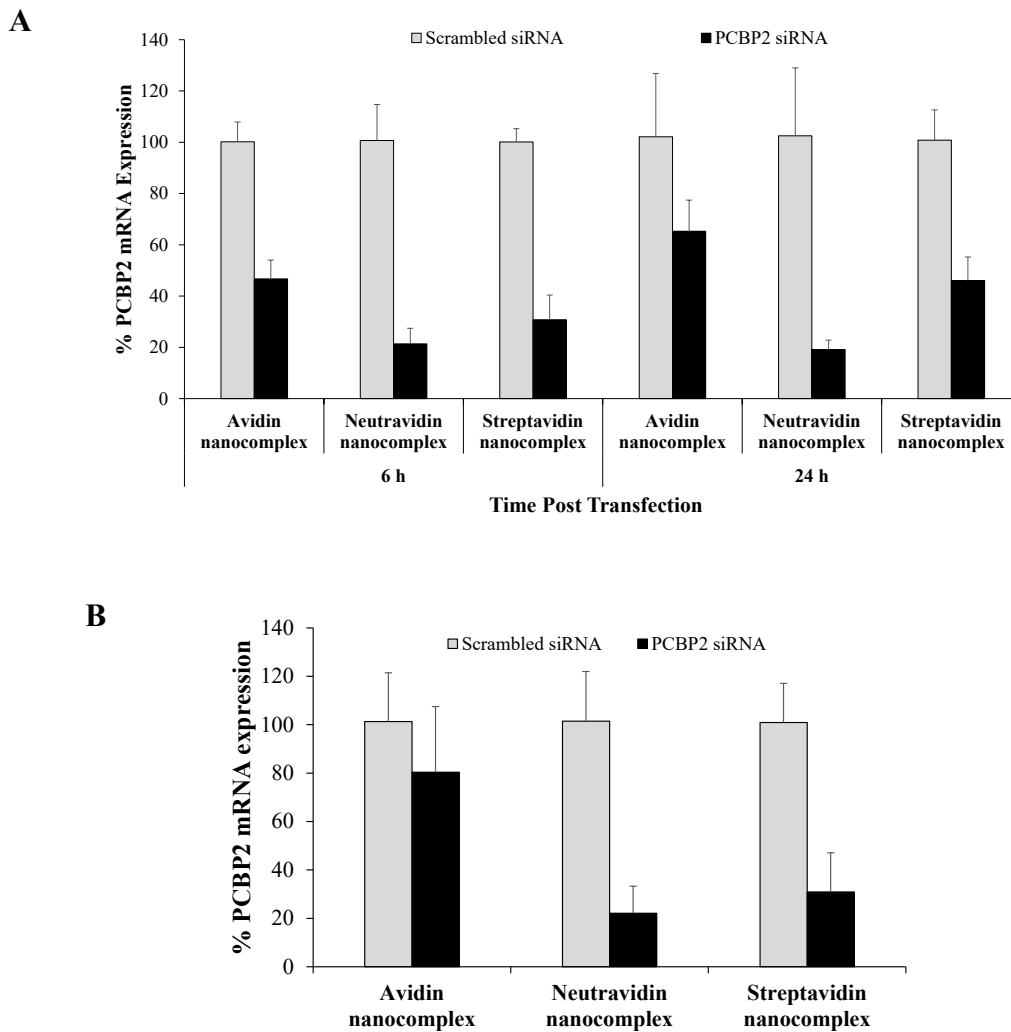 A
140
120
100
80
60
40
20
0
% PCBP2 mRNA Expression
Scrambled siRNA PCBP2 siRNA
Avidin Neutravidin Streptavidin Avidin Neutravidin Streptavidin
nanocomplex nanocomplex nanocomplex nanocomplex nanocomplex nanocomplex
6 h 24 h
Time Post Transfection
B
140
120
100
80
60
40
20
0
% PCBP2 mRNA expression
Scrambled siRNA PCBP2 siRNA
Avidin Neutravidin Streptavidin
nanocomplex nanocomplex nanocomplex